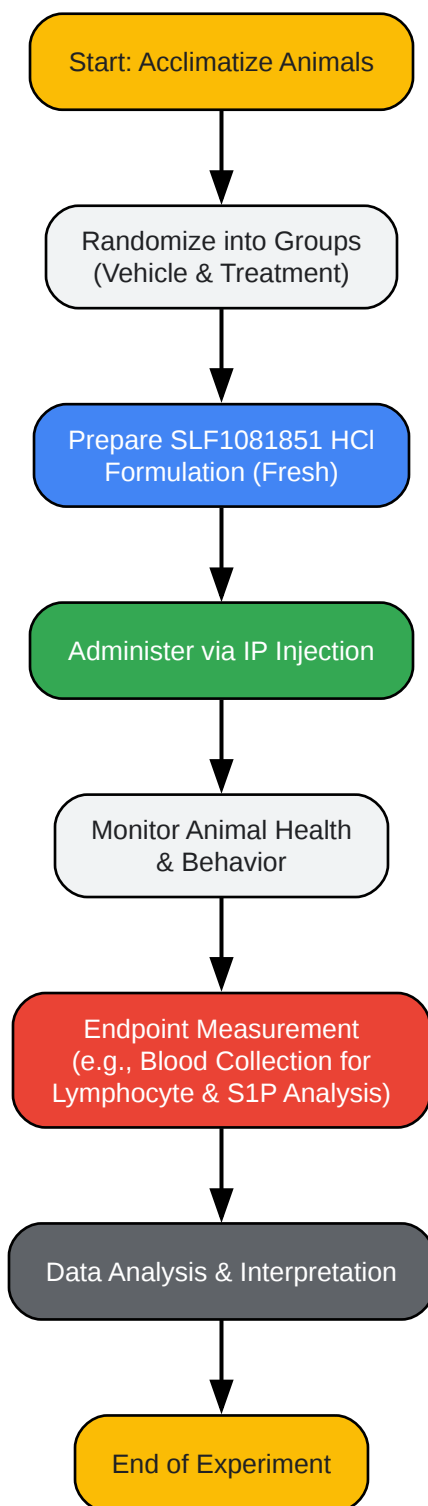 Start: Acclimatize Animals
Randomize into Groups
(Vehicle & Treatment)
Prepare SLF1081851 HCl
Formulation (Fresh)
Administer via IP Injection
Monitor Animal Health
& Behavior
Endpoint Measurement
(e.g., Blood Collection for
Lymphocyte & S1P Analysis)
Data Analysis & Interpretation
End of Experiment